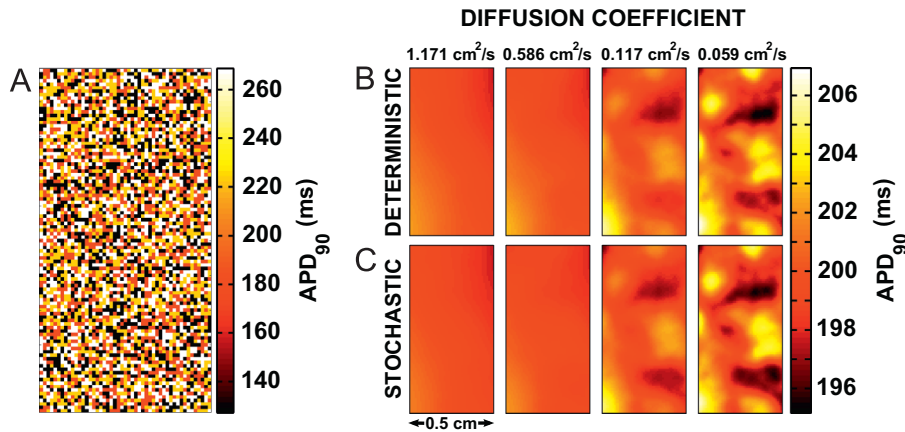 DIFFUSION COEFFICIENT
1.171 cm²/s 0.586 cm²/s 0.117 cm²/s 0.059 cm²/s
A
260
240
220
200
180
160
140
APD₉₀ (ms)
B
DETERMINISTIC
C
STOCHASTIC
206
204
202
200
198
196
APD₉₀ (ms)
0.5 cm